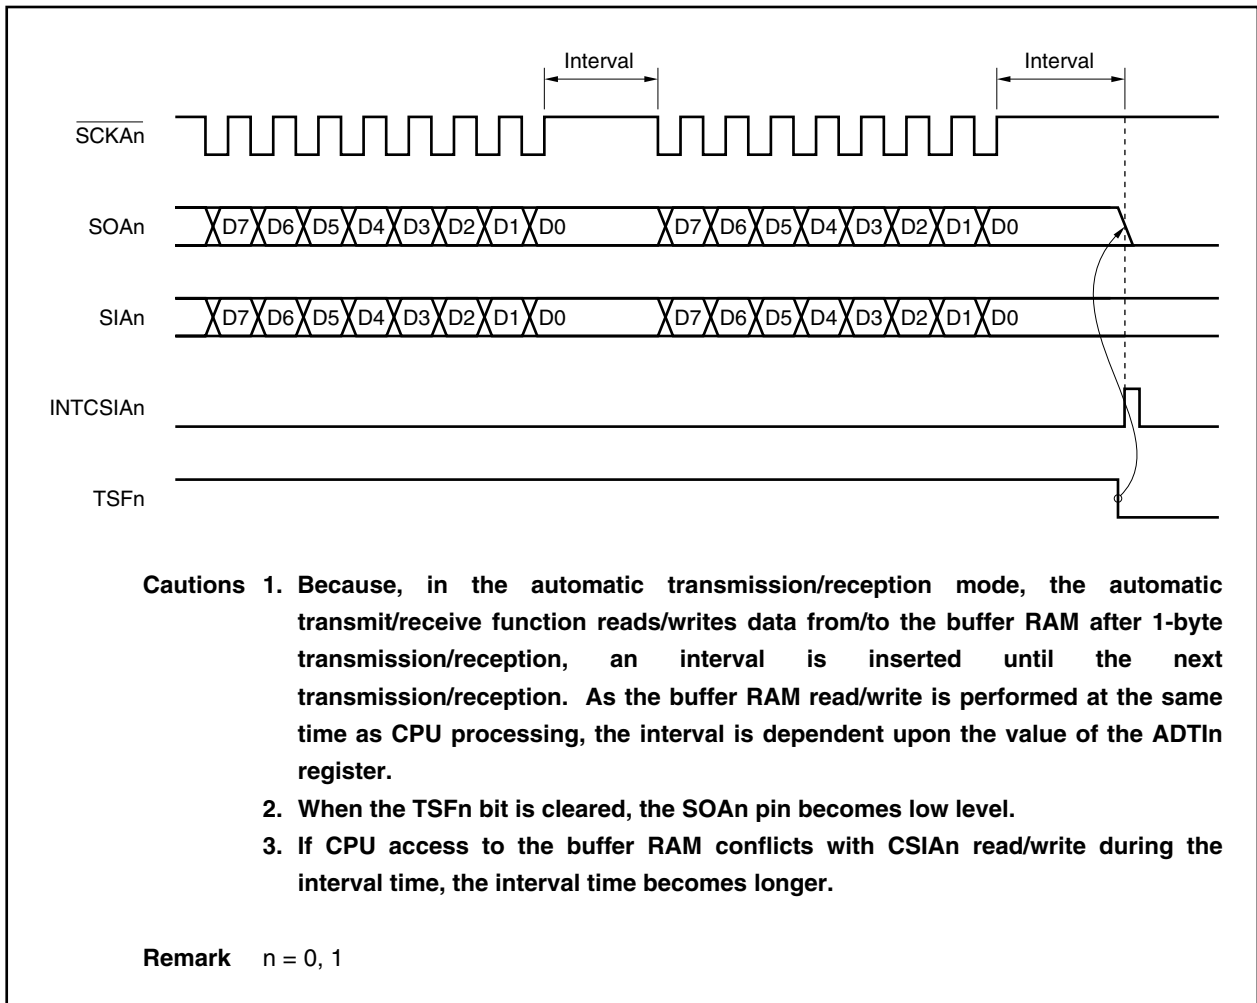 Interval Interval
SCKAn
SOAn D7 D6 D5 D4 D3 D2 D1 D0 D7 D6 D5 D4 D3 D2 D1 D0
SIAn D7 D6 D5 D4 D3 D2 D1 D0 D7 D6 D5 D4 D3 D2 D1 D0
INTCSIAn
TSFn
Cautions 1. Because, in the automatic transmission/reception mode, the automatic
transmit/receive function reads/writes data from/to the buffer RAM after 1-byte
transmission/reception, an interval is inserted until the next
transmission/reception. As the buffer RAM read/write is performed at the same
time as CPU processing, the interval is dependent upon the value of the ADTIn
register.
2. When the TSFn bit is cleared, the SOAn pin becomes low level.
3. If CPU access to the buffer RAM conflicts with CSIAn read/write during the
interval time, the interval time becomes longer.
Remark n = 0, 1